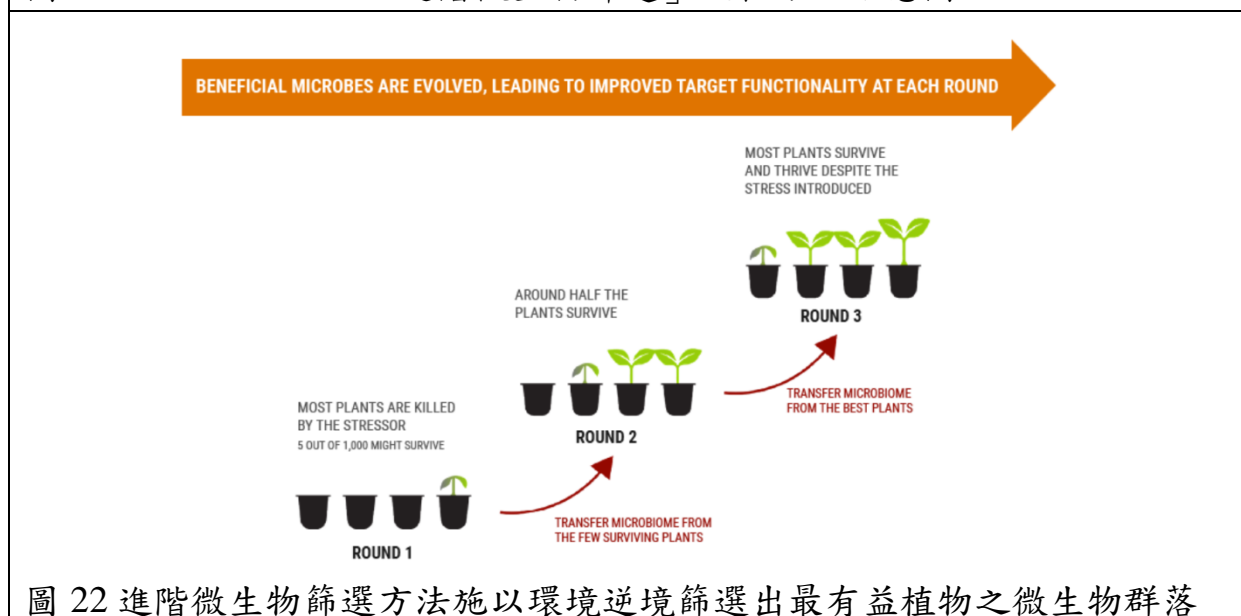 BENEFICIAL MICROBES ARE EVOLVED, LEADING TO IMPROVED TARGET FUNCTIONALITY AT EACH ROUND
MOST PLANTS SURVIVE
AND THRIVE DESPITE THE
STRESS INTRODUCED
ROUND 3
AROUND HALF THE
PLANTS SURVIVE
ROUND 2
TRANSFER MICROBIOME
FROM THE BEST PLANTS
MOST PLANTS ARE KILLED
BY THE STRESSOR
5 OUT OF 1,000 MIGHT SURVIVE
ROUND 1
TRANSFER MICROBIOME FROM
THE FEW SURVIVING PLANTS
圖 22 進階微生物篩選方法施以環境逆境篩選出最有益植物之微生物群落